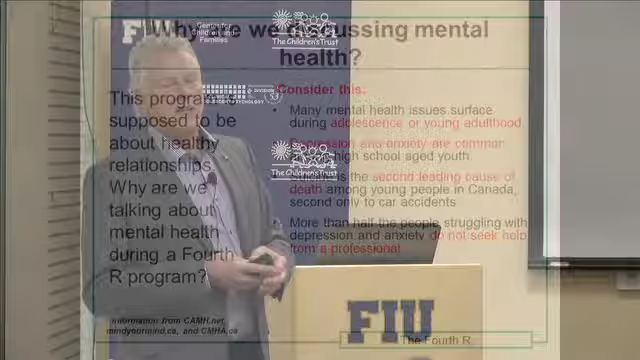 Why are we discussing mental
health?
FIU
Center for
Children and
Families
The Children's Trust
DIVISION
53
This program is
supposed to be
about healthy
relationships.
Why are we
talking about
mental health
during a Fourth
R program?
Consider this.
• Many mental health issues surface
during adolescence or young adulthood
• Depression and anxiety are common
high school aged youth
• Suicide is the second leading cause of
death among young people in Canada,
second only to car accidents
• More than half the people struggling with
depression and anxiety do not seek help
from a professional
The Children's Trust
Information from CAMH.net,
mindyourmind.ca, and CMHA.ca
FIU
The Fourth R